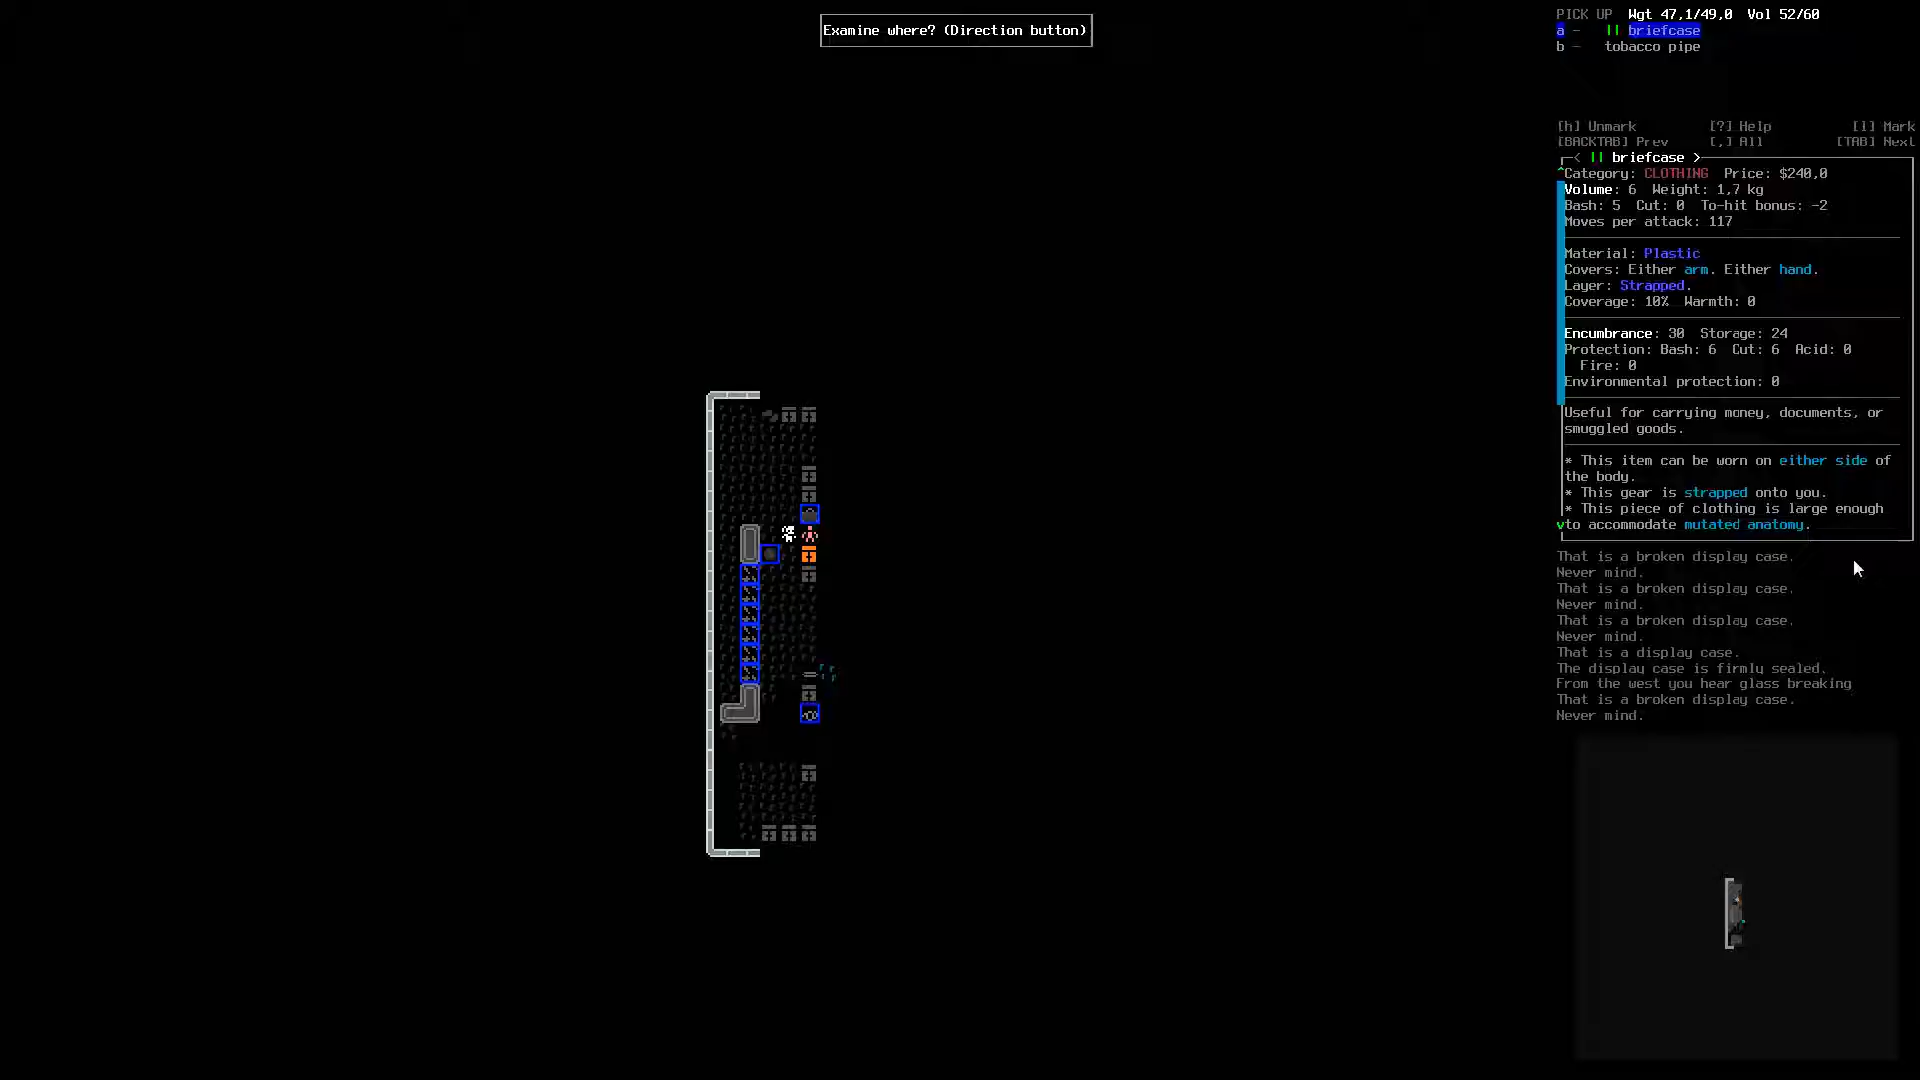 Examine where? (Direction button)
PICK UP Wgt 47,1/49,0 Vol 52/60
a - || briefcase
b - tobacco pipe
[h] Unmark [?] Help [l] Mark
[BACKTAB] Prev [,] All [TAB] Next
< || briefcase >
Category: CLOTHING Price: $240,0
Volume: 6 Weight: 1,7 kg
Bash: 5 Cut: 0 To-hit bonus: -2
Moves per attack: 117
Material: Plastic
Covers: Either arm. Either hand.
Layer: Strapped.
Coverage: 10% Warmth: 0
Encumbrance: 30 Storage: 24
Protection: Bash: 6 Cut: 6 Acid: 0
Fire: 0
Environmental protection: 0
Useful for carrying money, documents, or
smuggled goods.
* This item can be worn on either side of
the body.
* This gear is strapped onto you.
* This piece of clothing is large enough
to accommodate mutated anatomy.
That is a broken display case.
Never mind.
That is a broken display case.
Never mind.
That is a broken display case.
Never mind.
That is a display case.
The display case is firmly sealed.
From the west you hear glass breaking
That is a broken display case.
Never mind.